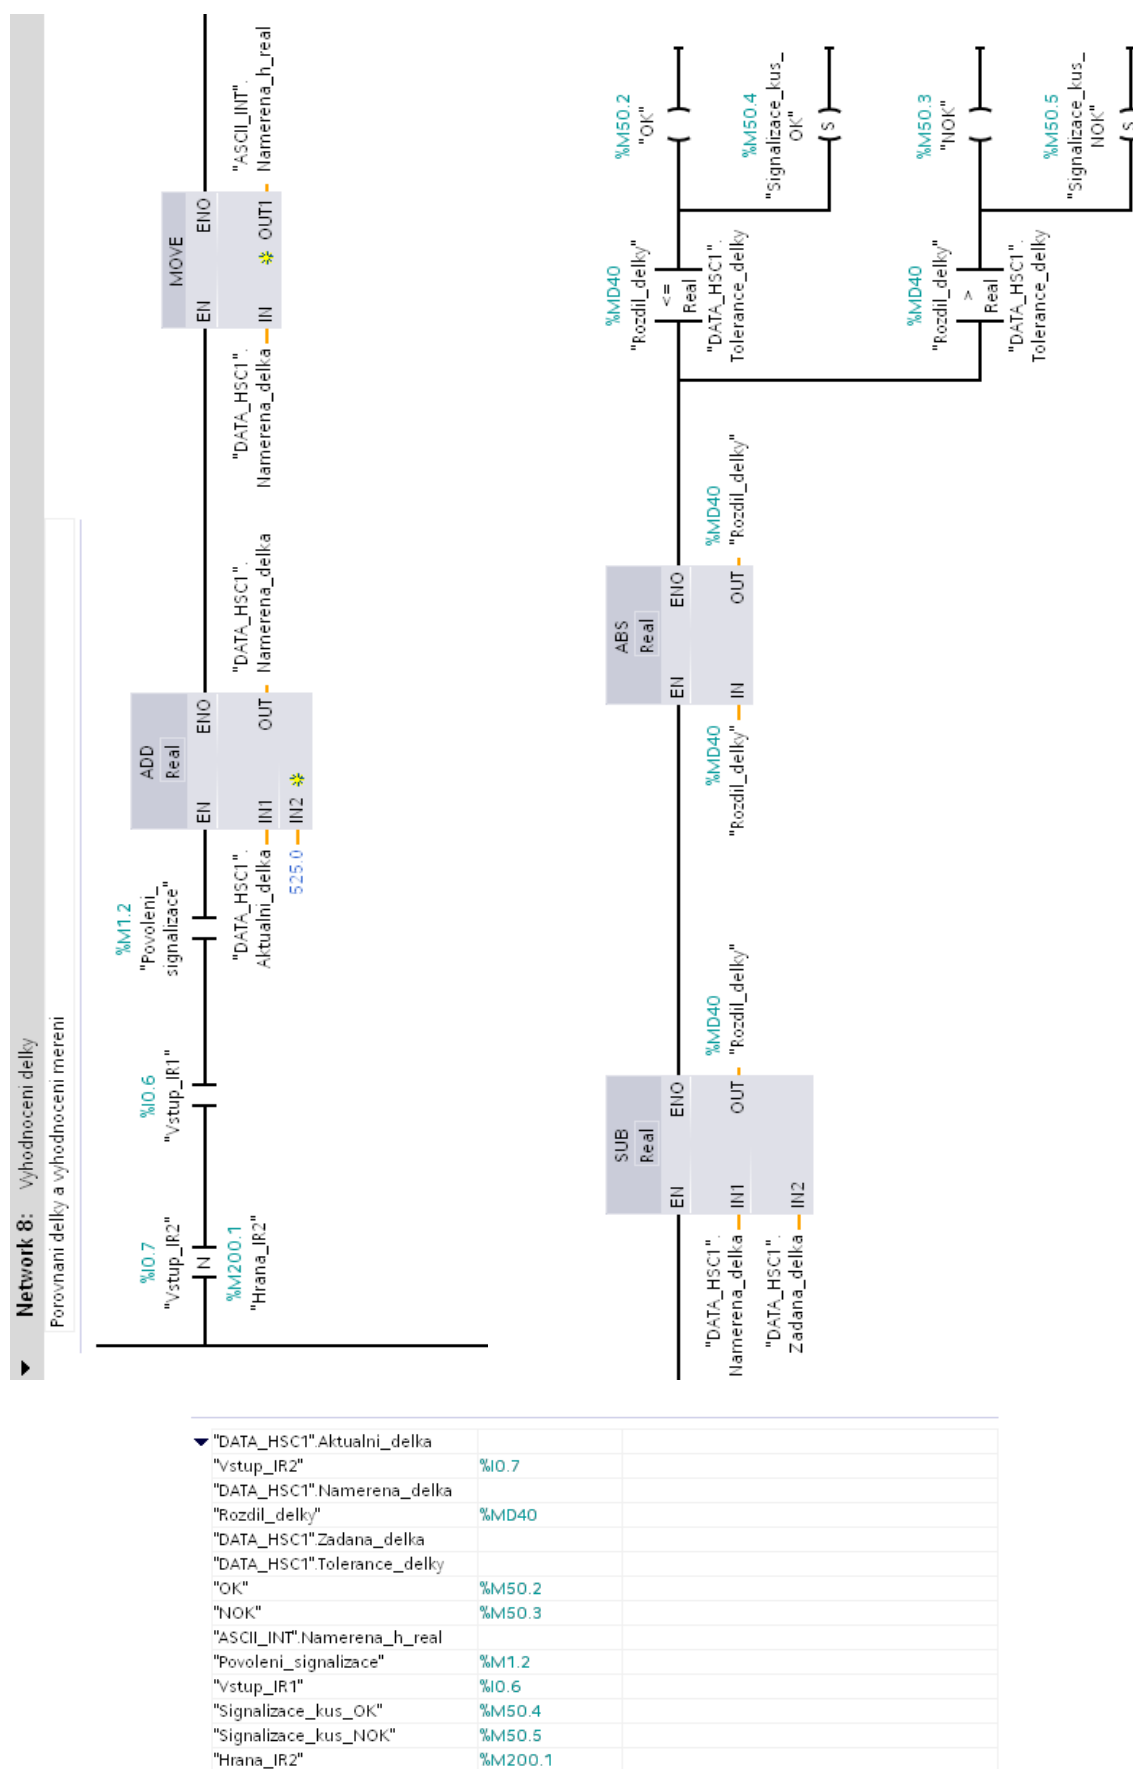 Network 8: Vyhodnoceni delky
Porovnani delky a vyhodnoceni mereni
%I0.7
"Vstup_IR2"
N
%M200.1
"Hrana_IR2"
%I0.6
"Vstup_IR1"
%M1.2
"Povoleni_
signalizace"
ADD
Real
EN
ENO
"DATA_HSC1".
Aktualni_delka
IN1
525.0
IN2
OUT
"DATA_HSC1".
Namerena_delka
MOVE
EN
ENO
"DATA_HSC1".
Namerena_delka
IN
OUT1
"ASCII_INT".
Namerena_h_real
SUB
Real
EN
ENO
"DATA_HSC1".
Namerena_delka
IN1
"DATA_HSC1".
Zadana_delka
IN2
OUT
%MD40
"Rozdil_delky"
ABS
Real
EN
ENO
%MD40
"Rozdil_delky"
IN
OUT
%MD40
"Rozdil_delky"
%MD40
"Rozdil_delky"
<=
Real
"DATA_HSC1".
Tolerance_delky
%M50.2
"OK"
%M50.4
"Signalizace_kus_
OK"
S
%MD40
"Rozdil_delky"
>
Real
"DATA_HSC1".
Tolerance_delky
%M50.3
"NOK"
%M50.5
"Signalizace_kus_
NOK"
S
"DATA_HSC1".Aktualni_delka
"Vstup_IR2" %I0.7
"DATA_HSC1".Namerena_delka
"Rozdil_delky" %MD40
"DATA_HSC1".Zadana_delka
"DATA_HSC1".Tolerance_delky
"OK" %M50.2
"NOK" %M50.3
"ASCII_INT".Namerena_h_real
"Povoleni_signalizace" %M1.2
"Vstup_IR1" %I0.6
"Signalizace_kus_OK" %M50.4
"Signalizace_kus_NOK" %M50.5
"Hrana_IR2" %M200.1